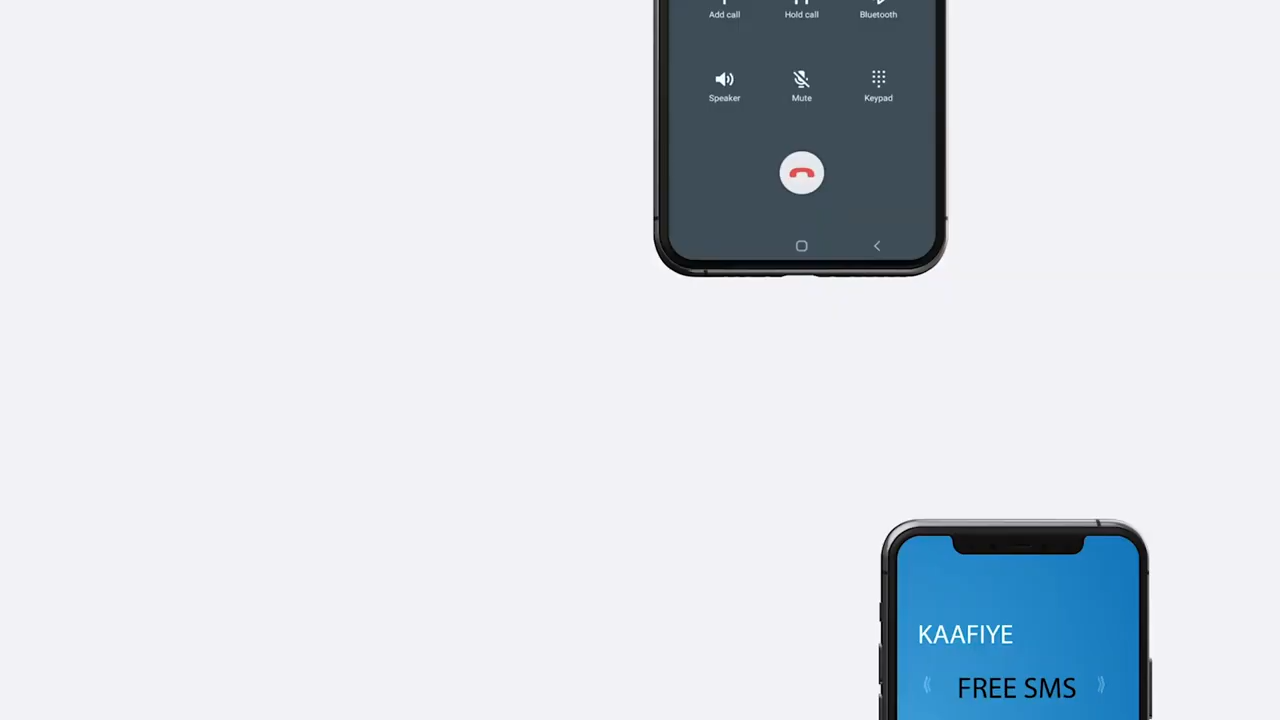 Add call Hold call Bluetooth
Speaker Mute Keypad
KAAFIYE
FREE SMS